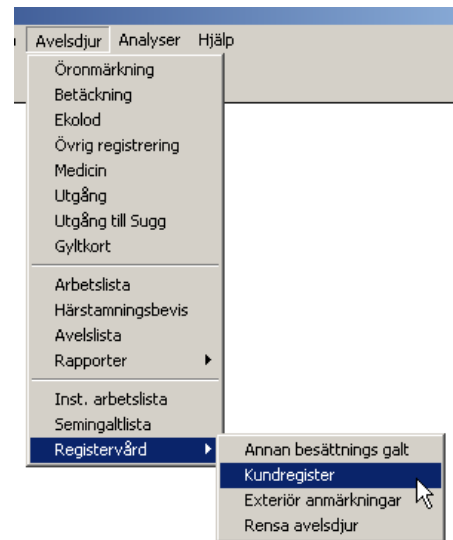 Avelsdjur Analyser Hjälp
Öronmärkning
Betäckning
Ekolod
Övrig registrering
Medicin
Utgång
Utgång till Sugg
Gyltkort
Arbetslista
Härstamningsbevis
Avelslista
Rapporter
Inst. arbetslista
Semingaltlista
Registervård
Annan besättnings galt
Kundregister
Exteriör anmärkningar
Rensa avelsdjur